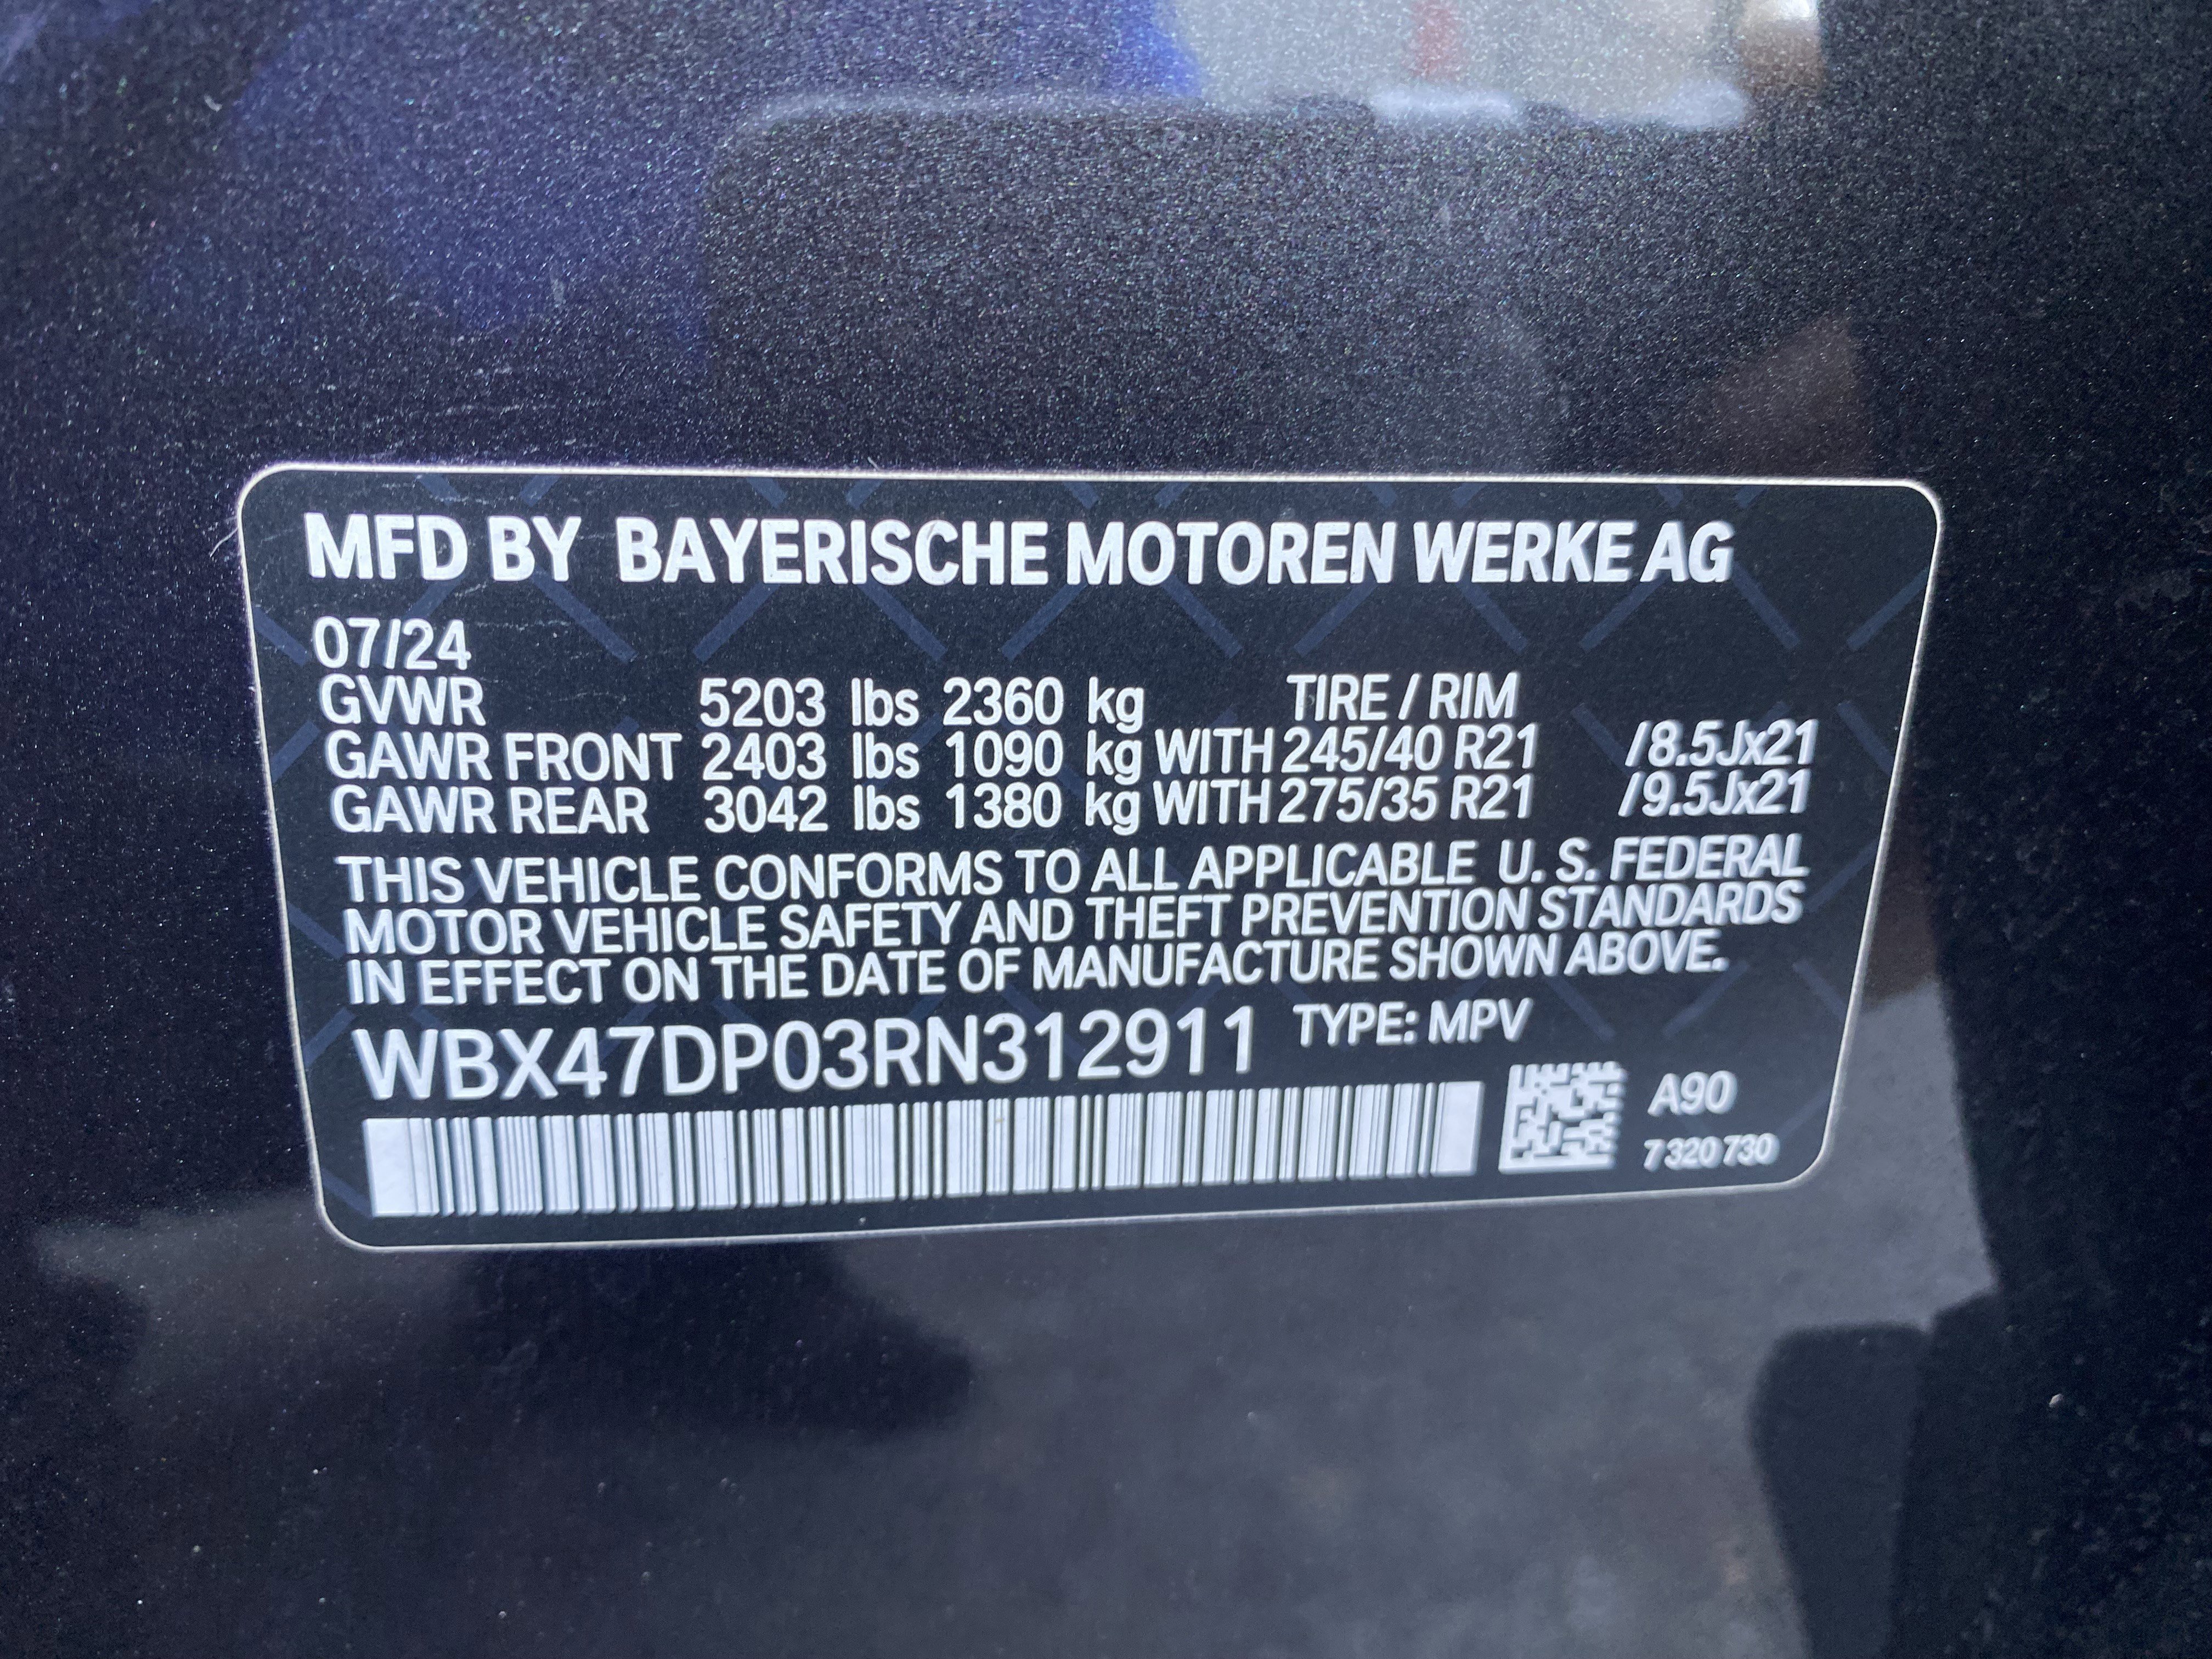 MFD BY BAYERISCHE MOTOREN WERKE AG
07/24
GVWR 5203 lbs 2360 kg TIRE / RIM
GAWR FRONT 2403 lbs 1090 kg WITH 245/40 R21 /8.5Jx21
GAWR REAR 3042 lbs 1380 kg WITH 275/35 R21 /9.5Jx21
THIS VEHICLE CONFORMS TO ALL APPLICABLE U. S. FEDERAL
MOTOR VEHICLE SAFETY AND THEFT PREVENTION STANDARDS
IN EFFECT ON THE DATE OF MANUFACTURE SHOWN ABOVE.
WBX47DP03RN312911 TYPE: MPV
A90
7 320 730